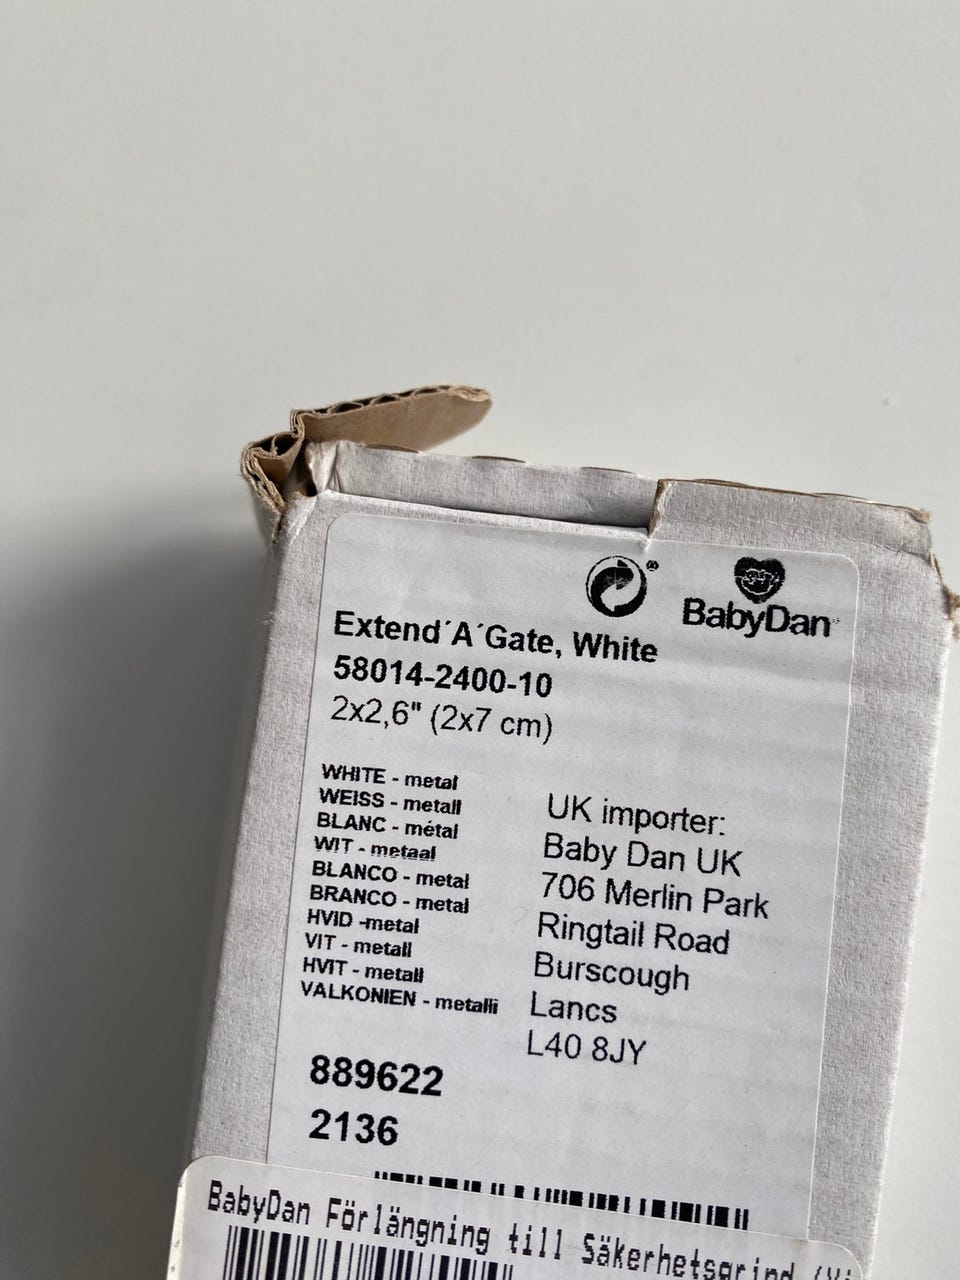 BabyDan
Extend´A´Gate, White
58014-2400-10
2x2,6" (2x7 cm)
WHITE - metal
WEISS - metall
BLANC - métal
WIT - metaal
BLANCO - metal
BRANCO - metal
HVID -metal
VIT - metall
HVIT - metall
VALKONIEN - metalli
UK importer:
Baby Dan UK
706 Merlin Park
Ringtail Road
Burscough
Lancs
L40 8JY
889622
2136
BabyDan Förlängning till Säkerhetsgrind